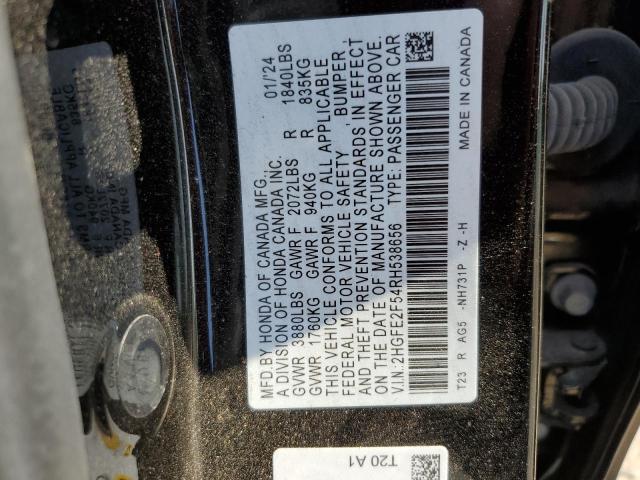 MFD.BY HONDA OF CANADA MFG., 01/'24
A DIVISION OF HONDA CANADA INC.
GVWR 3880LBS GAWR F 2072LBS R 1840LBS
GVWR 1760KG GAWR F 940KG R 835KG
THIS VEHICLE CONFORMS TO ALL APPLICABLE
FEDERAL MOTOR VEHICLE SAFETY, BUMPER,
AND THEFT PREVENTION STANDARDS IN EFFECT
ON THE DATE OF MANUFACTURE SHOWN ABOVE.
V.I.N.:2HGFE2F54RH538656 TYPE: PASSENGER CAR
T23 R AG5 -NH731P -Z -H MADE IN CANADA
T20 A1